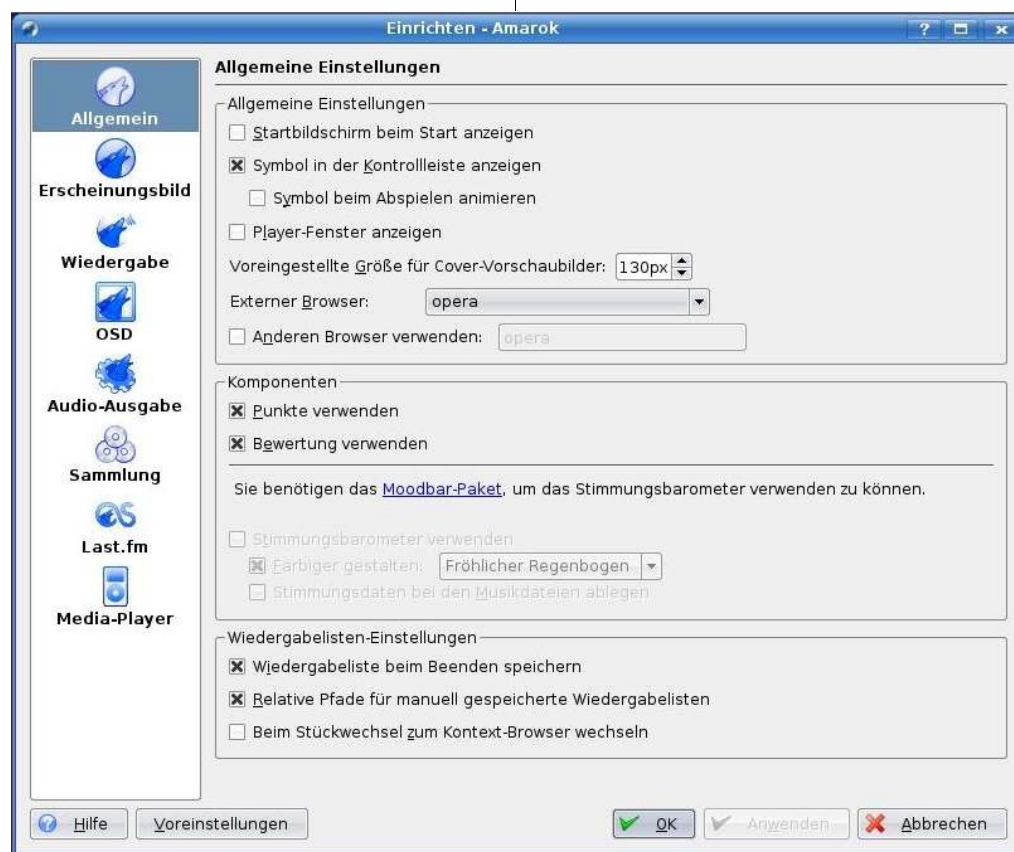 Einrichten - Amarok
Allgemein
Erscheinungsbild
Wiedergabe
OSD
Audio-Ausgabe
Sammlung
Last.fm
Media-Player
Allgemeine Einstellungen
Allgemeine Einstellungen
Startbildschirm beim Start anzeigen
Symbol in der Kontrollleiste anzeigen
Symbol beim Abspielen animieren
Player-Fenster anzeigen
Voreingestellte Größe für Cover-Vorschaubilder: 130px
Externer Browser: opera
Anderen Browser verwenden: opera
Komponenten
Punkte verwenden
Bewertung verwenden
Sie benötigen das Moodbar-Paket, um das Stimmungsbarometer verwenden zu können.
Stimmungsbarometer verwenden
Farbiger gestalten: Fröhlicher Regenbogen
Stimmungsdaten bei den Musikdateien ablegen
Wiedergabelisten-Einstellungen
Wiedergabeliste beim Beenden speichern
Relative Pfade für manuell gespeicherte Wiedergabelisten
Beim Stückwechsel zum Kontext-Browser wechseln
Hilfe Voreinstellungen OK Anwenden Abbrechen